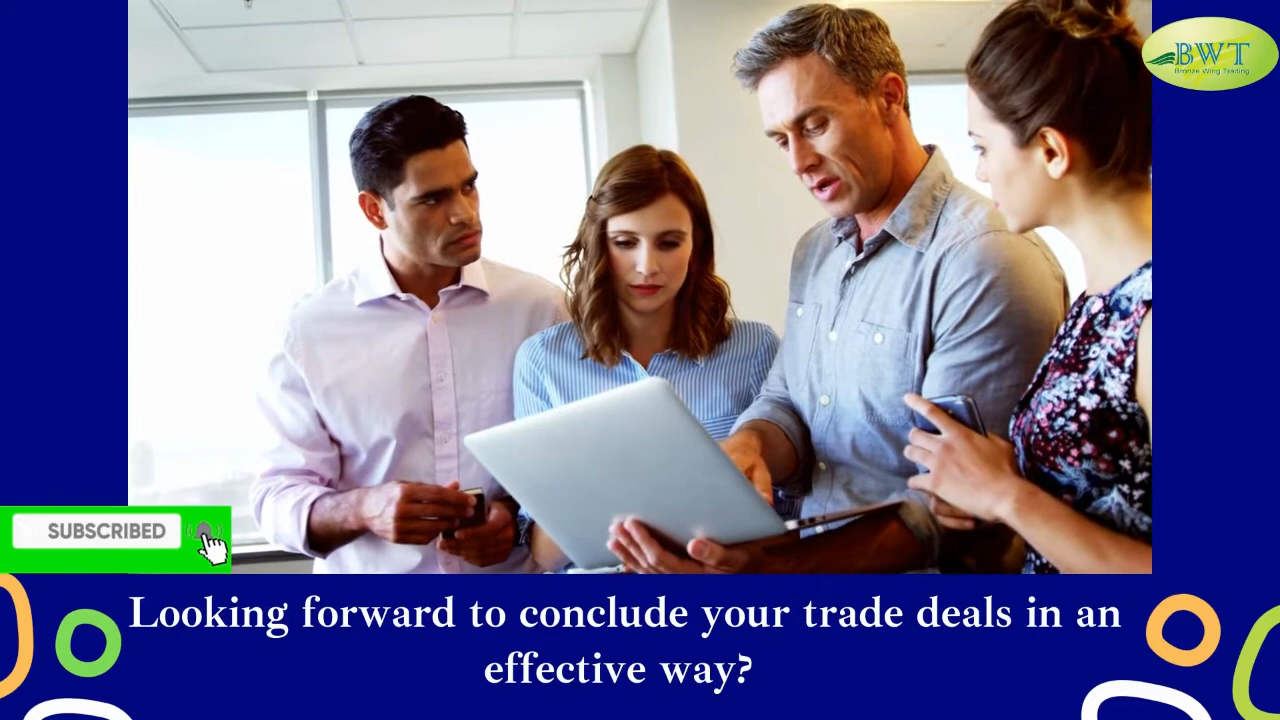 BWT
Bronze Wing Trading
SUBSCRIBED
Looking forward to conclude your trade deals in an
effective way?